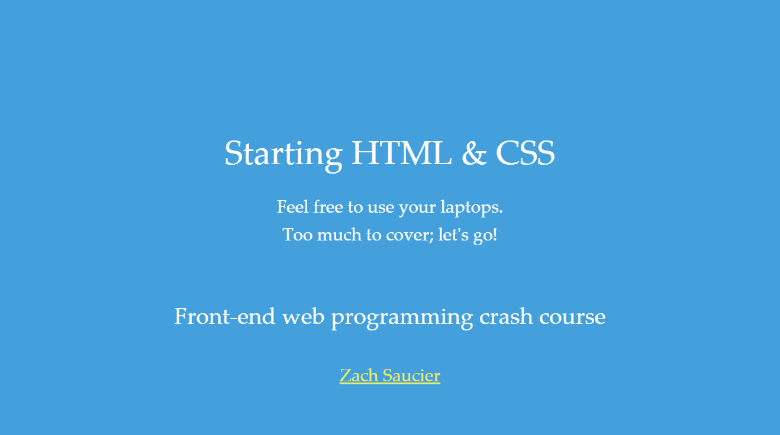 Starting HTML & CSS
Feel free to use your laptops.
Too much to cover; let's go!
Front-end web programming crash course
Zach Saucier